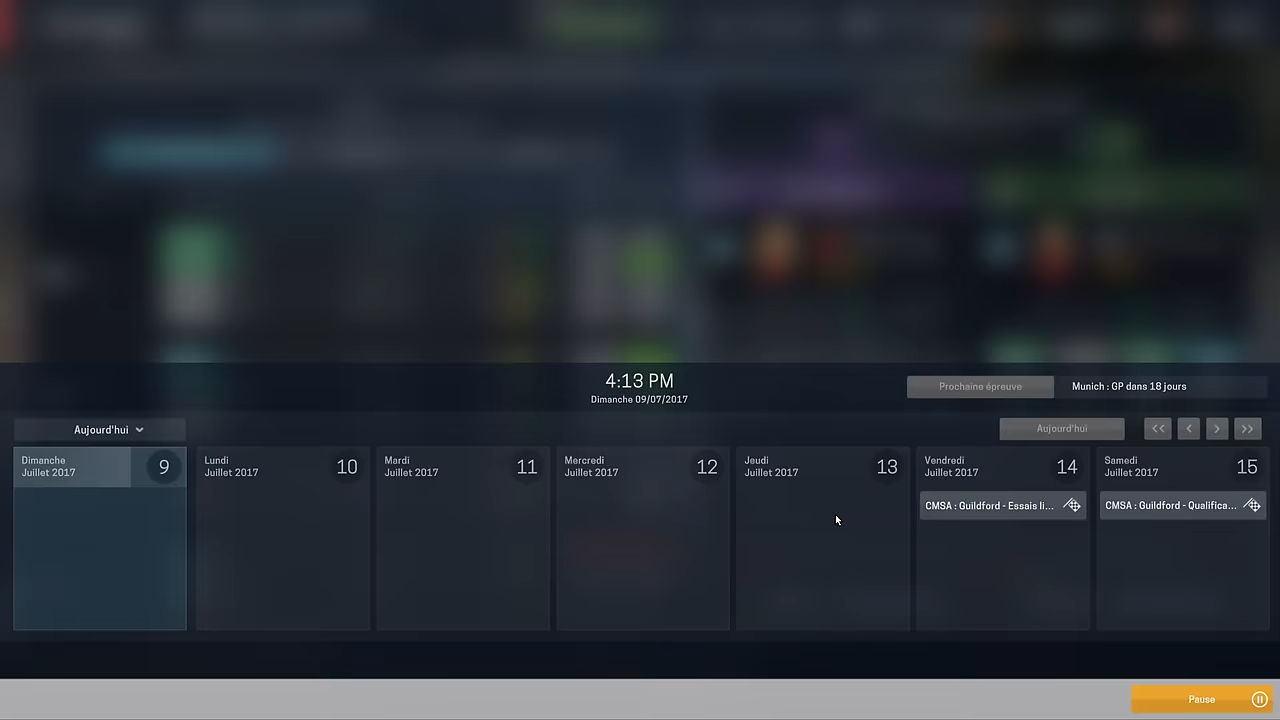 4:13 PM
Dimanche 09/07/2017
Prochaine épreuve
Munich : GP dans 18 jours
Aujourd'hui
Aujourd'hui
Dimanche
Juillet 2017
9
Lundi
Juillet 2017
10
Mardi
Juillet 2017
11
Mercredi
Juillet 2017
12
Jeudi
Juillet 2017
13
Vendredi
Juillet 2017
14
Samedi
Juillet 2017
15
CMSA : Guildford - Essais li...
CMSA : Guildford - Qualifica...
Pause